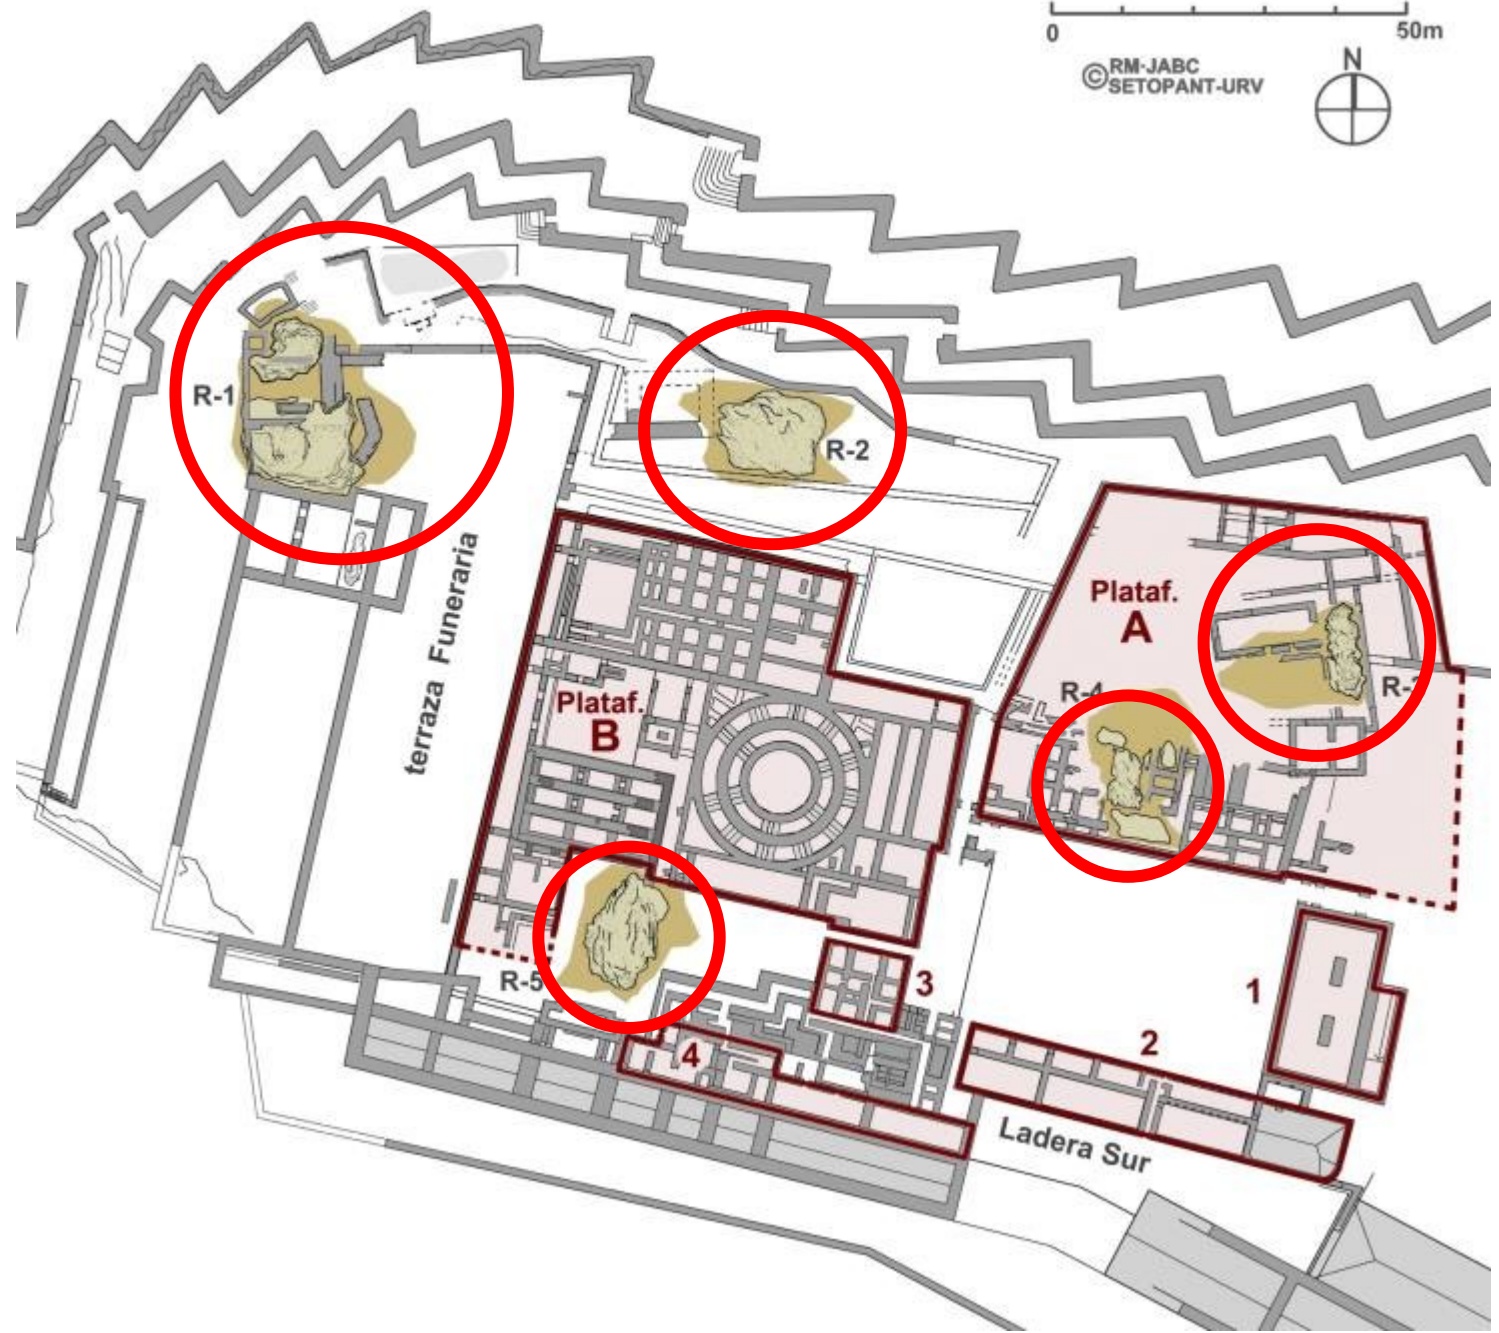 0 50m
© RM-JABC
SETOPANT-URV
N
R-1
R-2
terraza Funeraria
Plataf.
A
R-3
R-4
Plataf.
B
R-5
3
1
4
2
Ladera Sur